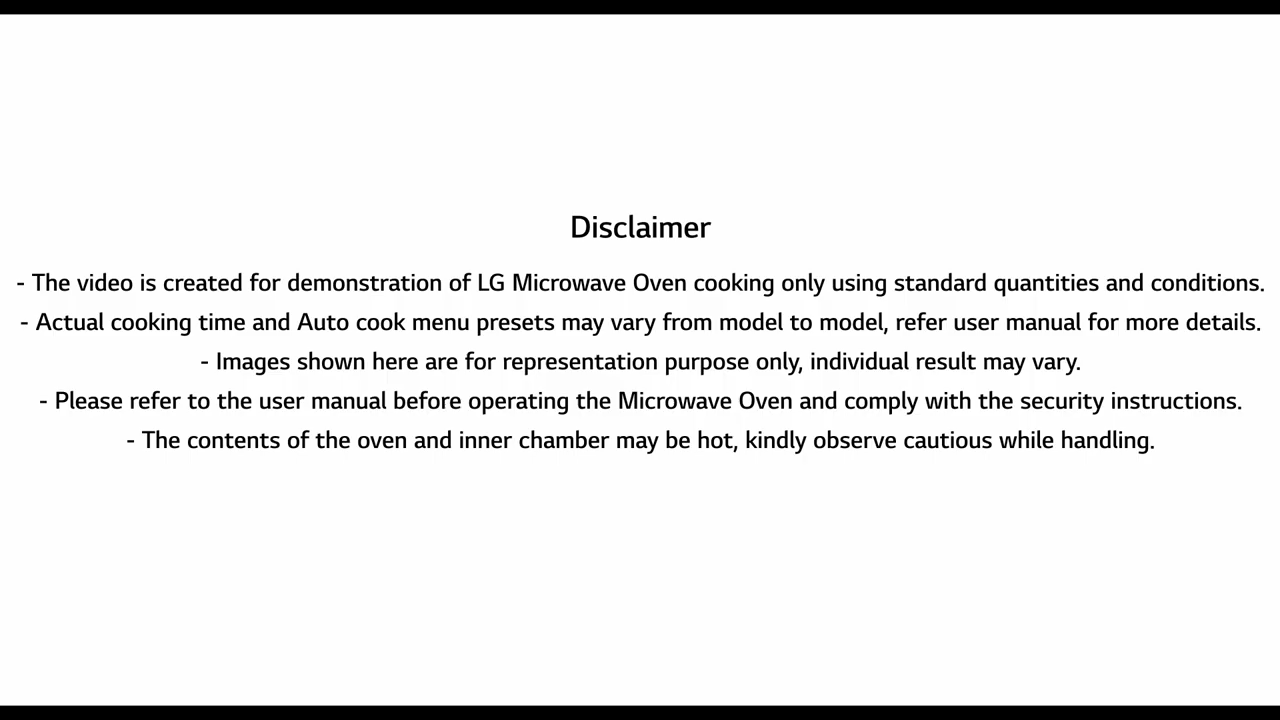 Disclaimer
- The video is created for demonstration of LG Microwave Oven cooking only using standard quantities and conditions.
- Actual cooking time and Auto cook menu presets may vary from model to model, refer user manual for more details.
- Images shown here are for representation purpose only, individual result may vary.
- Please refer to the user manual before operating the Microwave Oven and comply with the security instructions.
- The contents of the oven and inner chamber may be hot, kindly observe cautious while handling.